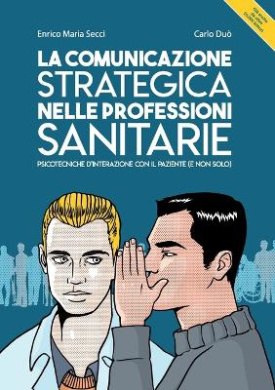 Enrico Maria Secci Carlo Duò
LA COMUNICAZIONE
STRATEGICA
NELLE PROFESSIONI
SANITARIE
PSICOTECNICHE D'INTERAZIONE CON IL PAZIENTE (E NON SOLO)